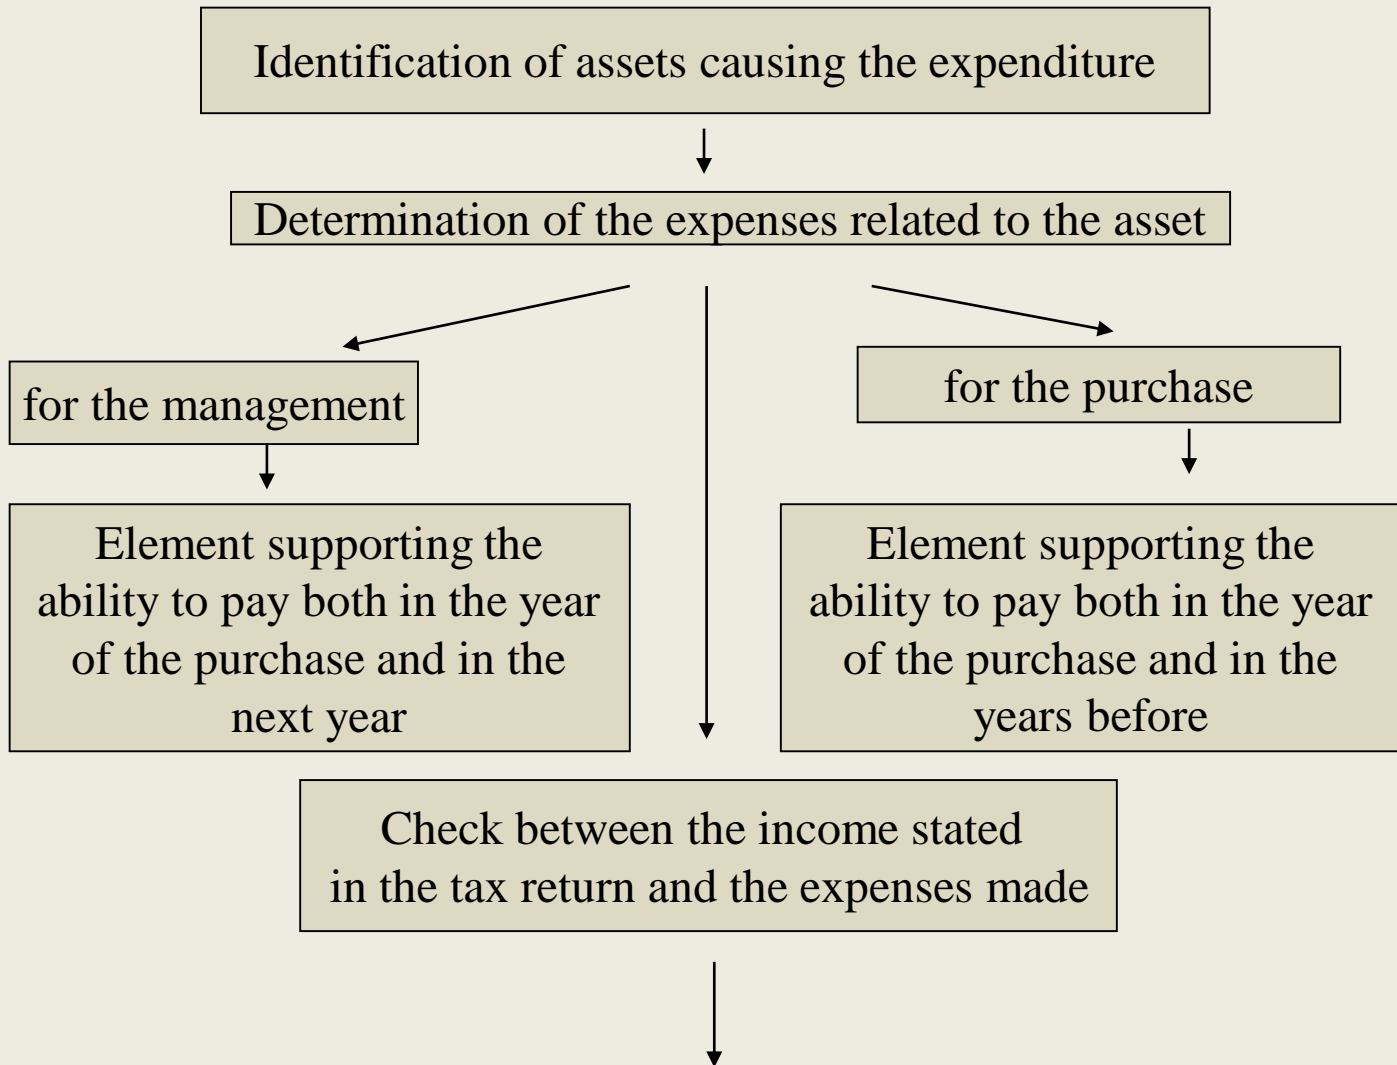 Identification of assets causing the expenditure
Determination of the expenses related to the asset
for the management
for the purchase
Element supporting the
ability to pay both in the year
of the purchase and in the
next year
Element supporting the
ability to pay both in the year
of the purchase and in the
years before
Check between the income stated
in the tax return and the expenses made